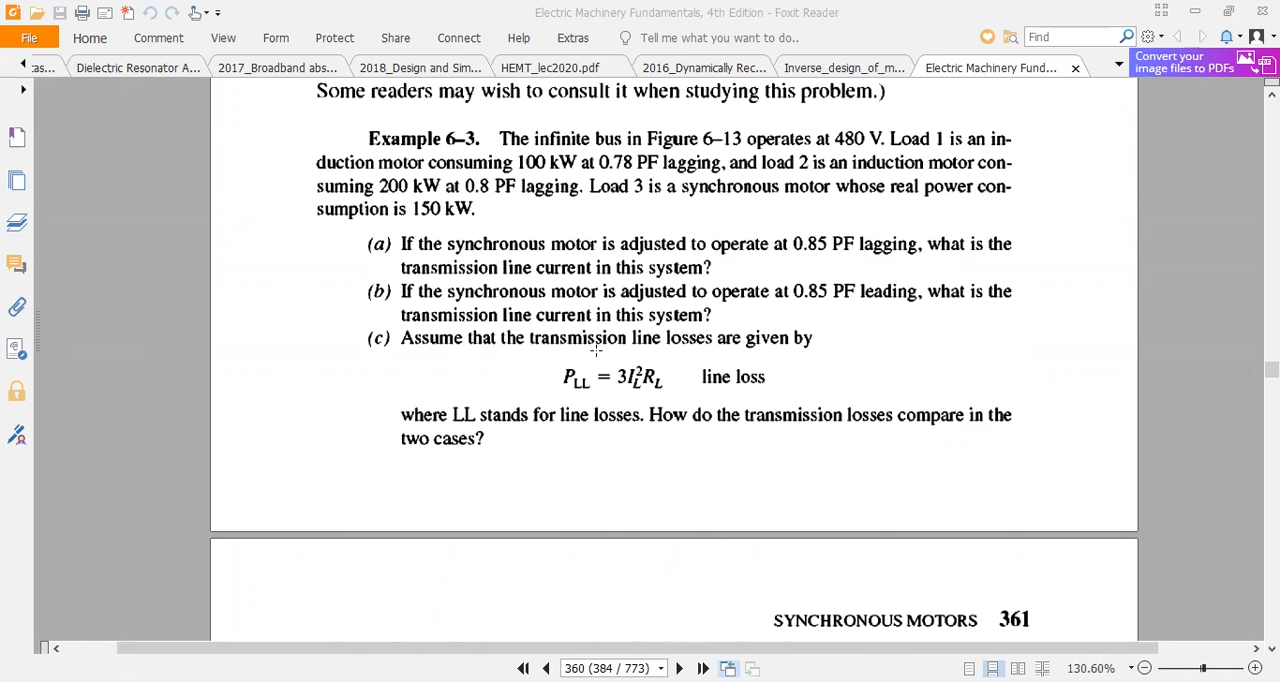 Electric Machinery Fundamentals, 4th Edition - Foxit Reader
File Home Comment View Form Protect Share Connect Help Extras Tell me what you want to do.. Find
Dielectric Resonator A... 2017_Broadband abs... 2018_Design method... HEMT_lect04.pdf 2016_Dynamically Rec... Inverse_design_of_m... Electric Machinery Fund...
Convert your
image files to PDFs
Some readers may wish to consult it when studying this problem.)
Example 6–3. The infinite bus in Figure 6–13 operates at 480 V. Load 1 is an in-
duction motor consuming 100 kW at 0.78 PF lagging, and load 2 is an induction motor con-
suming 200 kW at 0.8 PF lagging. Load 3 is a synchronous motor whose real power con-
sumption is 150 kW.
(a) If the synchronous motor is adjusted to operate at 0.85 PF lagging, what is the
transmission line current in this system?
(b) If the synchronous motor is adjusted to operate at 0.85 PF leading, what is the
transmission line current in this system?
(c) Assume that the transmission line losses are given by
P_LL = 3I_L^2 R_L line loss
where LL stands for line losses. How do the transmission losses compare in the
two cases?
SYNCHRONOUS MOTORS 361
360 (384 / 773) 130.60%